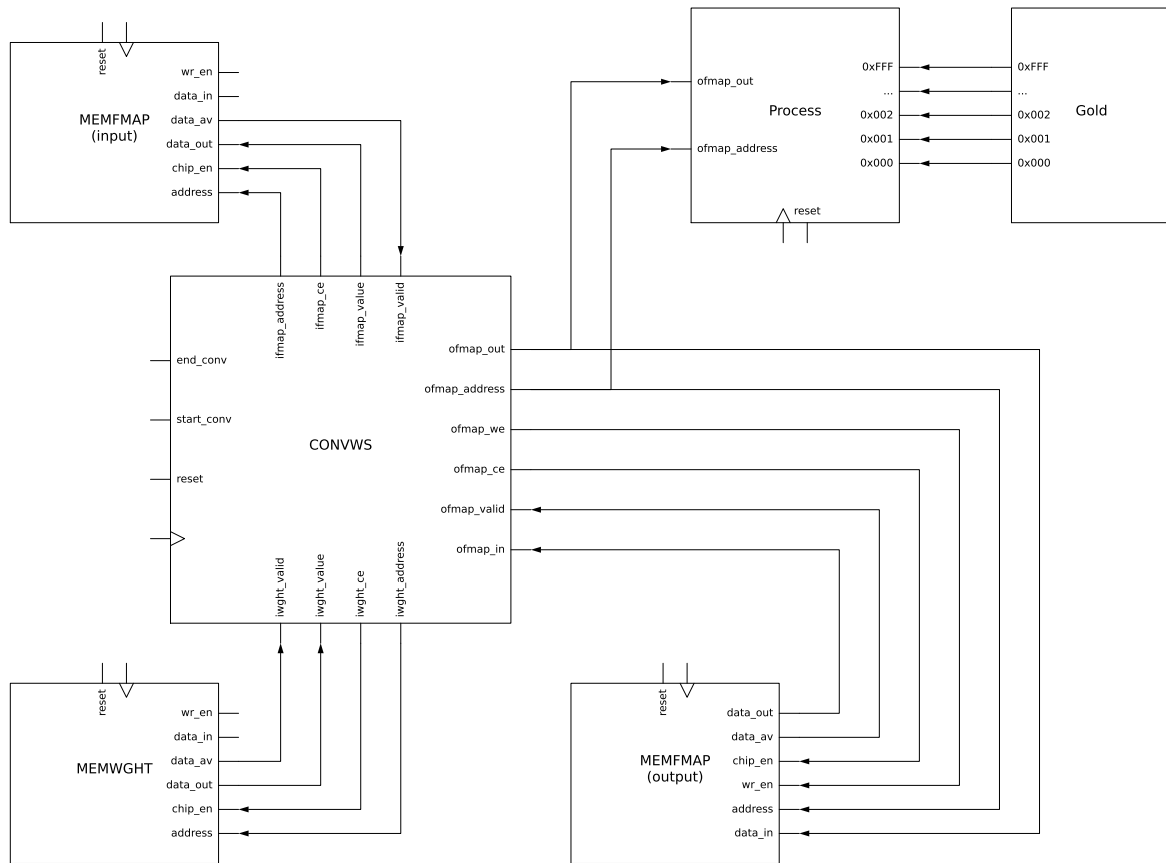 reset
wr_en
data_in
MEMFMAP
(input)
data_av
data_out
chip_en
address
ofmap_out
ofmap_address
Process
0xFFF
...
0x002
0x001
0x000
reset
0xFFF
...
0x002
0x001
0x000
Gold
ifmap_address
ifmap_ce
ifmap_value
ifmap_valid
end_conv
start_conv
reset
CONVWS
ofmap_out
ofmap_address
ofmap_we
ofmap_ce
ofmap_valid
ofmap_in
iwght_valid
iwght_value
iwght_ce
iwght_address
reset
wr_en
data_in
MEMWGHT
data_av
data_out
chip_en
address
reset
MEMFMAP
(output)
data_out
data_av
chip_en
wr_en
address
data_in